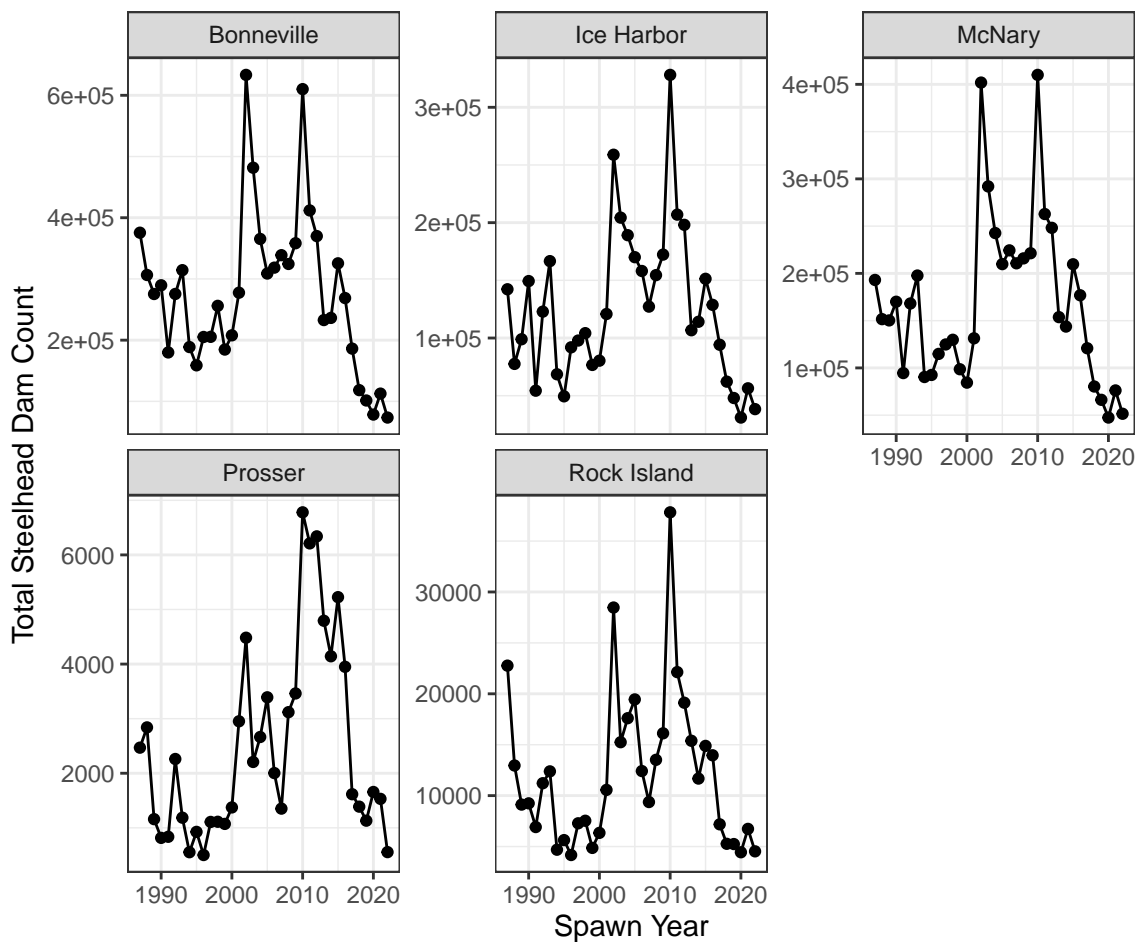 Bonneville
Ice Harbor
McNary
6e+05
4e+05
2e+05
3e+05
2e+05
1e+05
4e+05
3e+05
2e+05
1e+05
1990 2000 2010 2020
Prosser
Rock Island
6000
4000
2000
30000
20000
10000
1990 2000 2010 2020
1990 2000 2010 2020
Total Steelhead Dam Count
Spawn Year